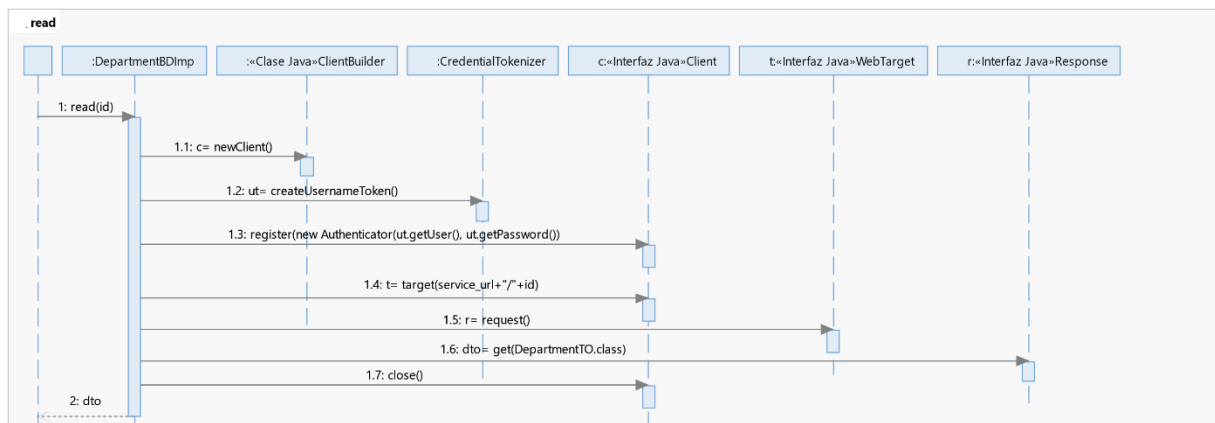 _read
:DepartmentBDImp
:«Clase Java»ClientBuilder
:CredentialTokenizer
c:«Interfaz Java»Client
t:«Interfaz Java»WebTarget
r:«Interfaz Java»Response
1: read(id)
1.1: c= newClient()
1.2: ut= createUsernameToken()
1.3: register(new Authenticator(ut.getUser(), ut.getPassword())
1.4: t= target(service_url+"/"+id)
1.5: r= request()
1.6: dto= get(DepartmentTO.class)
1.7: close()
2: dto